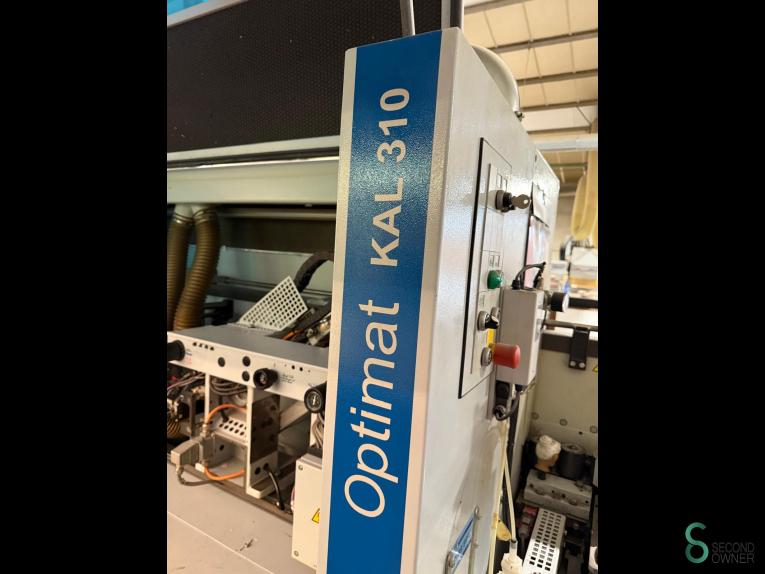 Optimat KAL 310
SECOND
OWNER